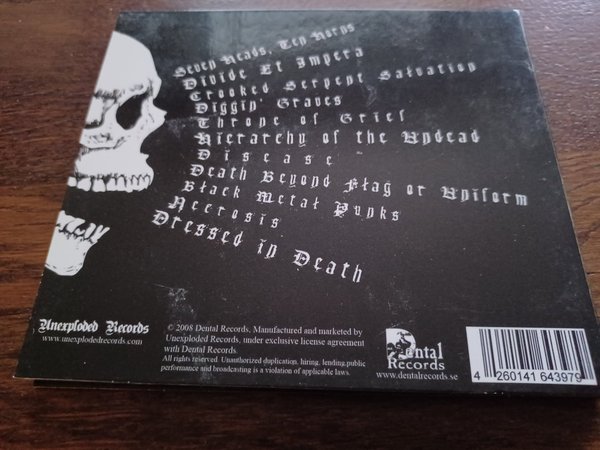 Seven Heads, Ten Horns
Divide Et Impera
Crooked Serpent Salvation
Diggin' Graves
Throne of Grief
Hierarchy of the Undead
Disease
Death Beyond Flag or Uniform
Black Metal Punks
Necrosis
Dressed in Death
Unexploded Records
www.unexplodedrecords.com
© 2008 Dental Records, Manufactured and marketed by
Unexploded Records, under exclusive license agreement
with Dental Records.
All rights reserved. Unauthorized duplication, hiring, lending,public
performance and broadcasting is a violation of applicable laws.
Dental
Records
www.dentalrecords.se
4 260141 643979